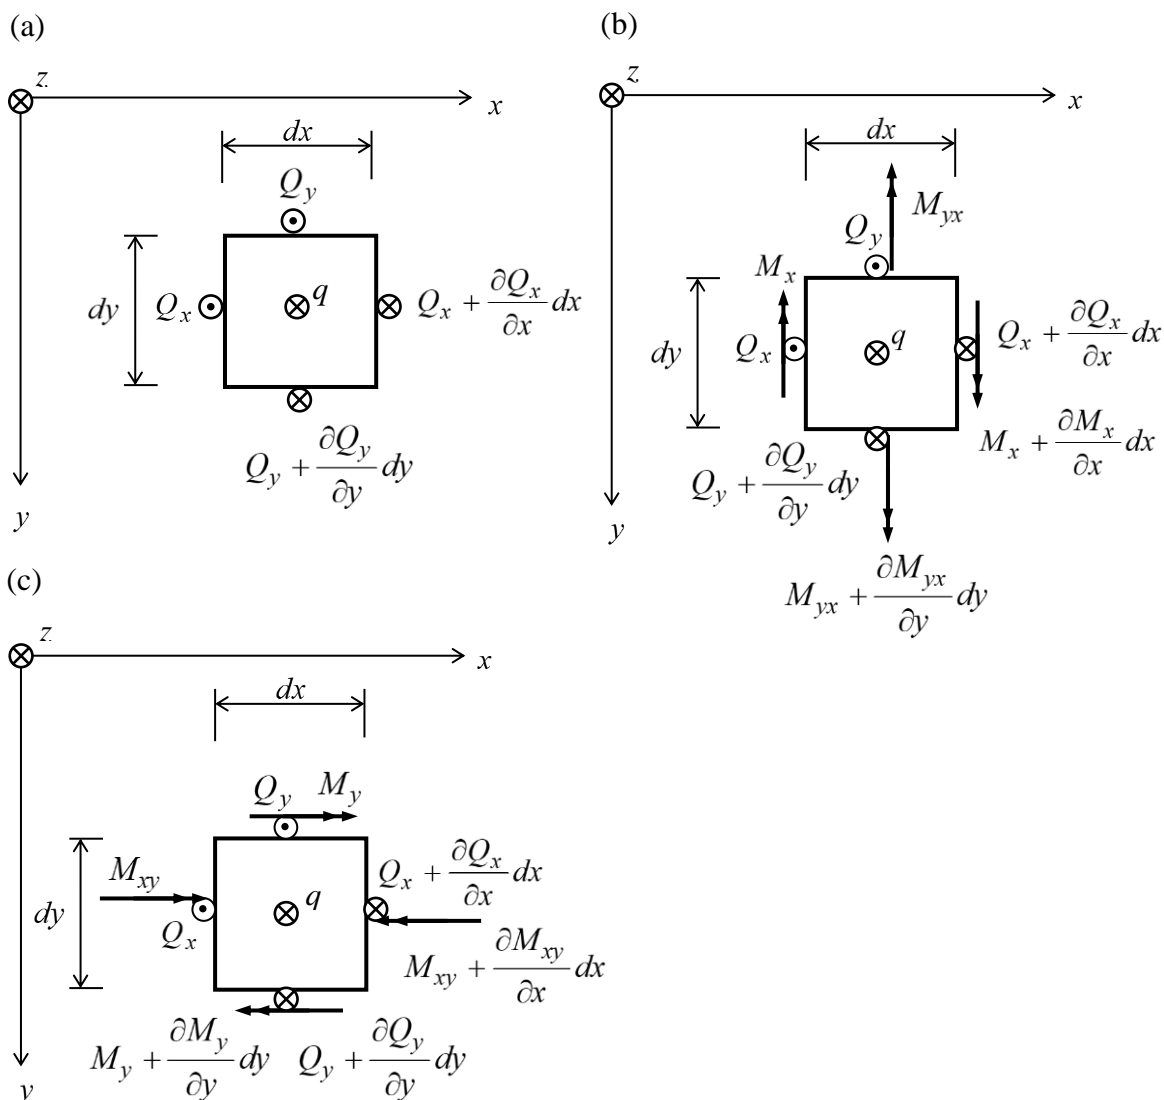 (a)
z
x
dx
Q_y
dy
Q_x
q
Q_x + ∂Q_x/∂x dx
Q_y + ∂Q_y/∂y dy
y
(b)
z
x
dx
M_yx
Q_y
M_x
dy
Q_x
q
Q_x + ∂Q_x/∂x dx
M_x + ∂M_x/∂x dx
Q_y + ∂Q_y/∂y dy
y
M_yx + ∂M_yx/∂y dy
(c)
z
x
dx
Q_y M_y
M_xy
Q_x + ∂Q_x/∂x dx
dy
q
Q_x
M_xy + ∂M_xy/∂x dx
M_y + ∂M_y/∂y dy Q_y + ∂Q_y/∂y dy
y